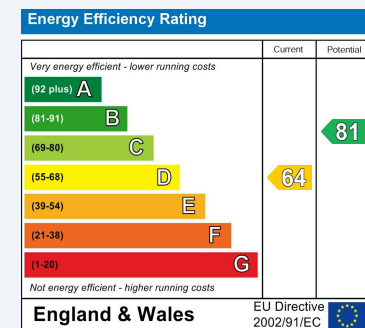 Energy Efficiency Rating
Current Potential
Very energy efficient - lower running costs
(92 plus) A
(81-91) B
81
(69-80) C
(55-68) D
64
(39-54) E
(21-38) F
(1-20) G
Not energy efficient - higher running costs
England & Wales
EU Directive
2002/91/EC